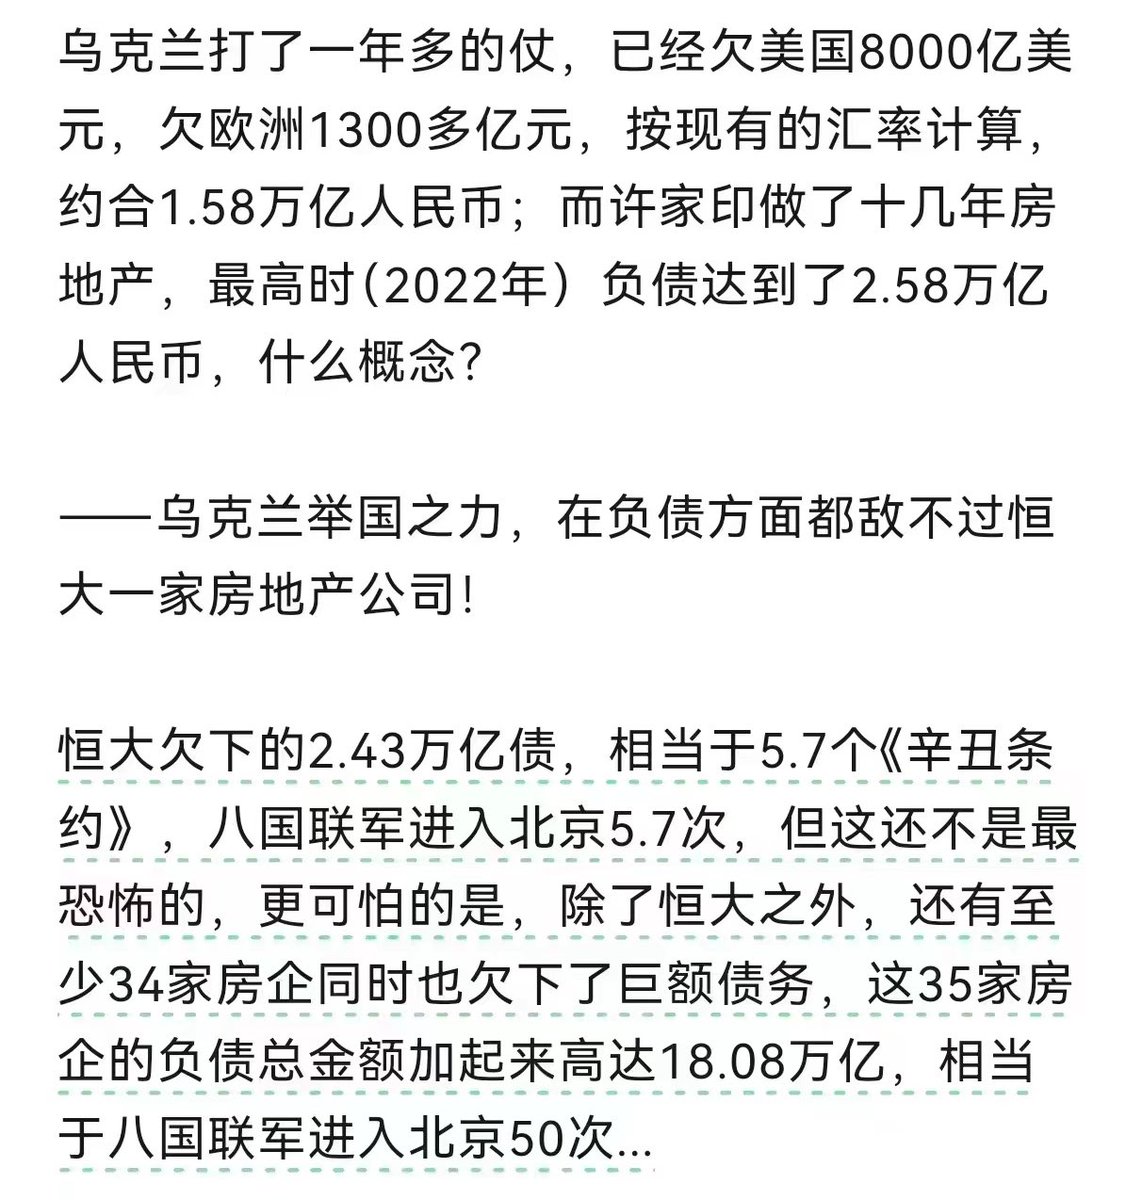 乌克兰打了一年多的仗，已经欠美国8000亿美
元，欠欧洲1300多亿元，按现有的汇率计算，
约合1.58万亿人民币；而许家印做了十几年房
地产，最高时(2022年）负债达到了2.58万亿
人民币，什么概念?
——乌克兰举国之力，在负债方面都敌不过恒
大一家房地产公司!
恒大欠下的2.43万亿债，相当于5.7个《辛丑条
约》，八国联军进入北京5.7次，但这还不是最
恐怖的，更可怕的是，除了恒大之外，还有至
少34家房企同时也欠下了巨额债务，这35家房
企的负债总金额加起来高达18.08万亿，相当
于八国联军进入北京50次...